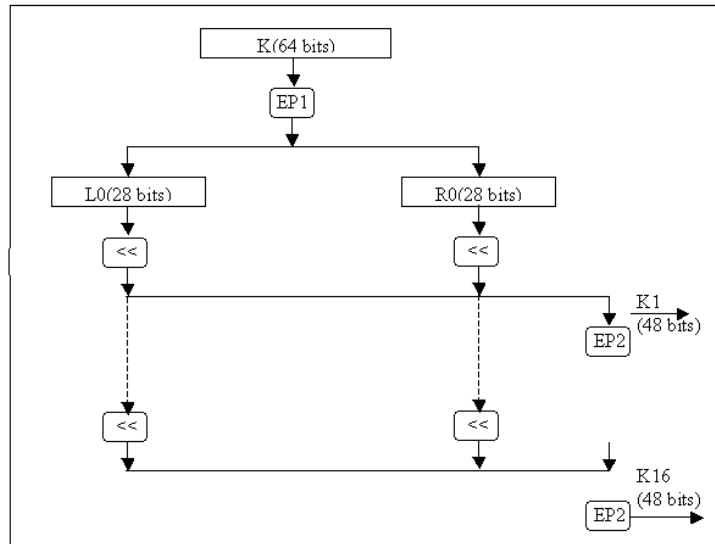 K(64 bits)
EP1
L0(28 bits)
R0(28 bits)
<<
<<
K1
(48 bits)
EP2
<<
<<
K16
(48 bits)
EP2